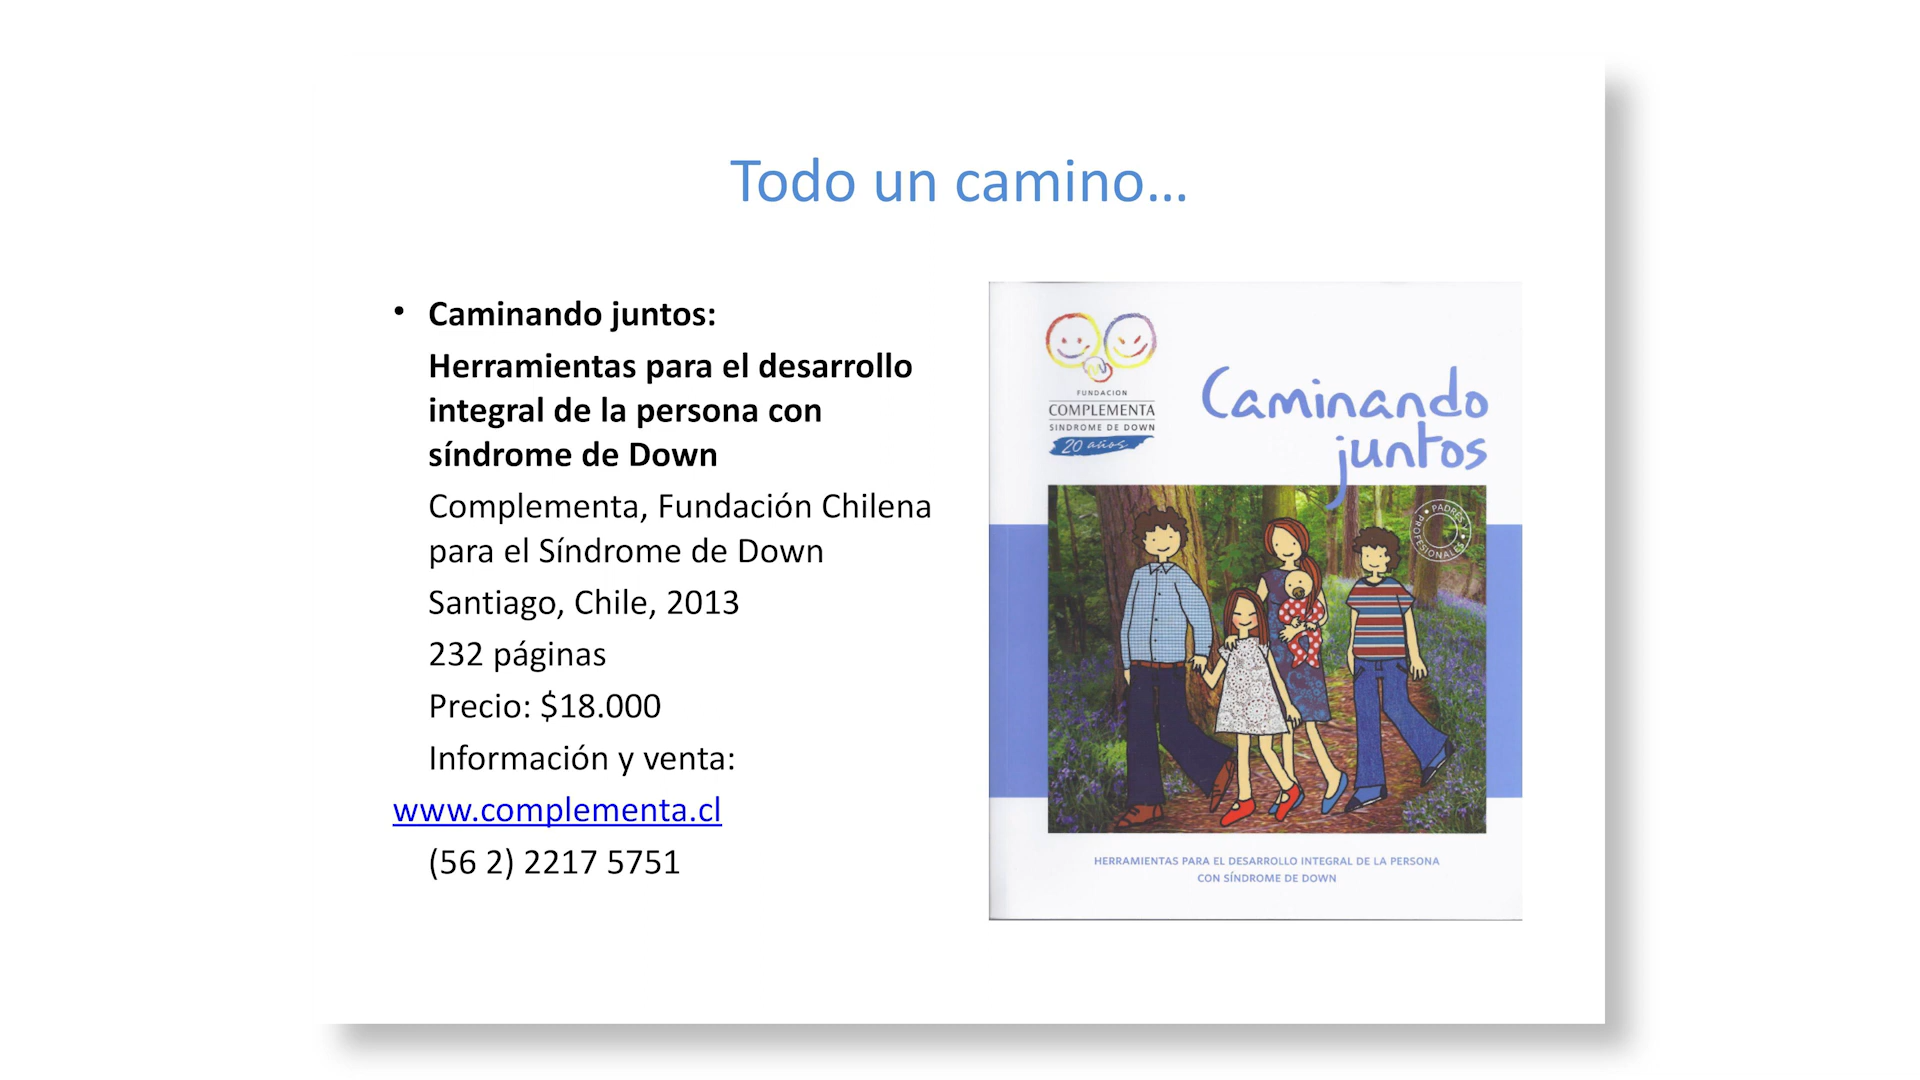 Todo un camino...
• Caminando juntos:
Herramientas para el desarrollo
integral de la persona con
síndrome de Down
Complementa, Fundación Chilena
para el Síndrome de Down
Santiago, Chile, 2013
232 páginas
Precio: $18.000
Información y venta:
www.complementa.cl
(56 2) 2217 5751
FUNDACION
COMPLEMENTA
SINDROME DE DOWN
20 años
Caminando
juntos
PADRES Y
PROFESIONALES
HERRAMIENTAS PARA EL DESARROLLO INTEGRAL DE LA PERSONA
CON SÍNDROME DE DOWN